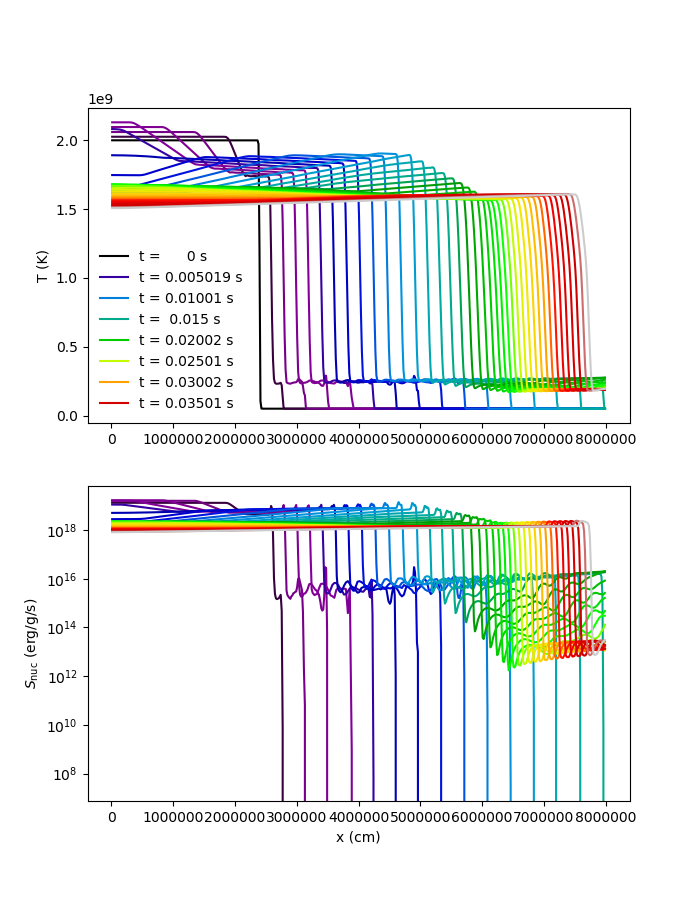 1e9
2.0
1.5
1.0
0.5
0.0
T (K)
t =      0 s
t = 0.005019 s
t = 0.01001 s
t =  0.015 s
t = 0.02002 s
t = 0.02501 s
t = 0.03002 s
t = 0.03501 s
0 1000000 2000000 3000000 4000000 5000000 6000000 7000000 8000000
10^18
10^16
10^14
10^12
10^10
10^8
S_nuc (erg/g/s)
0 1000000 2000000 3000000 4000000 5000000 6000000 7000000 8000000
x (cm)